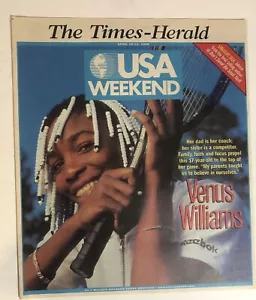 The Times-Herald
USA
WEEKEND
Her dad is her coach;
her sister is a competitor.
Family, faith and focus propel
this 17-year-old to the top of
her game. "My parents taught
us to believe in ourselves."
Venus
Williams
Reebok